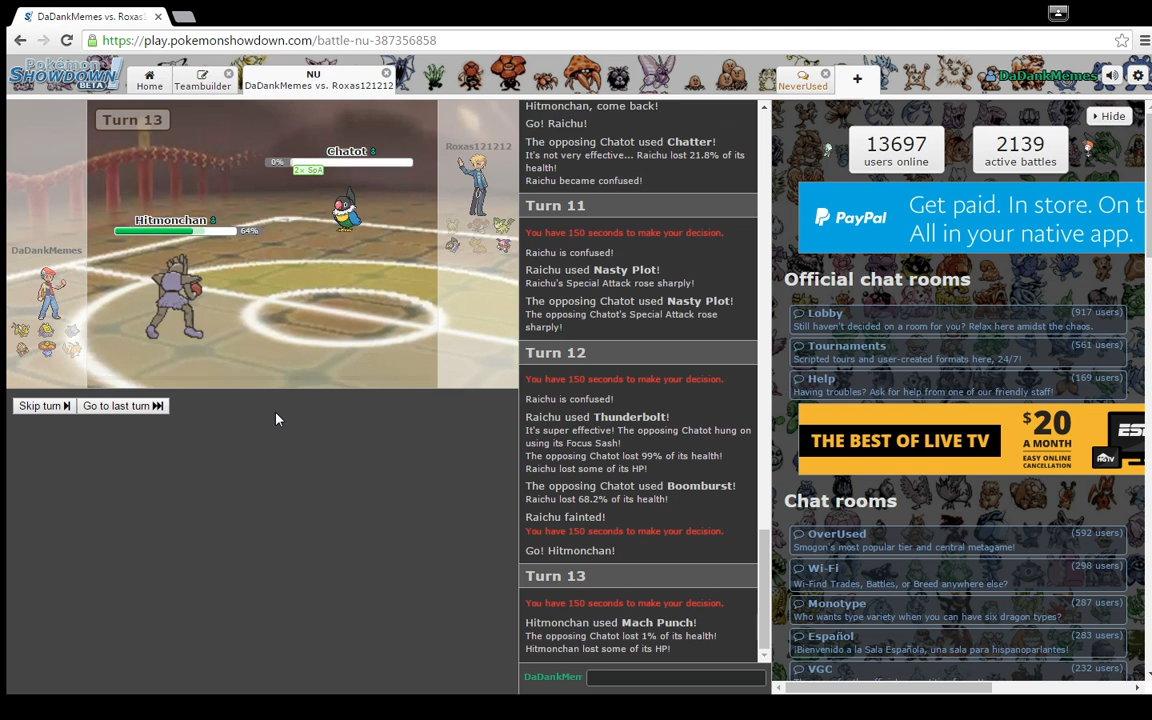 DaDankMemes vs. Roxas1
https://play.pokemonshowdown.com/battle-nu-387356858
Pokémon
SHOWDOWN!
BETA
Home
Teambuilder
NU
DaDankMemes vs. Roxas121212
NeverUsed
DaDankMemes
Turn 13
Chatot
0%
2x SpA
Hitmonchan
64%
Roxas121212
DaDankMemes
Skip turn
Go to last turn
Hitmonchan, come back!
Go! Raichu!
The opposing Chatot used Chatter!
It's not very effective... Raichu lost 21.8% of its
health!
Raichu became confused!
Turn 11
You have 150 seconds to make your decision.
Raichu is confused!
Raichu used Nasty Plot!
Raichu's Special Attack rose sharply!
The opposing Chatot used Nasty Plot!
The opposing Chatot's Special Attack rose
sharply!
Turn 12
You have 150 seconds to make your decision.
Raichu is confused!
Raichu used Thunderbolt!
It's super effective! The opposing Chatot hung on
using its Focus Sash!
The opposing Chatot lost 99% of its health!
Raichu lost some of its HP!
The opposing Chatot used Boomburst!
Raichu lost 68.2% of its health!
Raichu fainted!
You have 150 seconds to make your decision.
Go! Hitmonchan!
Turn 13
You have 150 seconds to make your decision.
Hitmonchan used Mach Punch!
The opposing Chatot lost 1% of its health!
Hitmonchan lost some of its HP!
DaDankMem
Hide
13697
users online
2139
active battles
PayPal
Get paid. In store. On t
All in your native app.
Official chat rooms
Lobby
(917 users)
Still haven't decided on a room for you? Relax here amidst the chaos.
Tournaments
(561 users)
Scripted tours and user-created formats here, 24/7!
Help
(169 users)
Having troubles? Ask for help from one of our friendly staff!
THE BEST OF LIVE TV
$20
A MONTH
EASY ONLINE
CANCELLATION
HGTV
Chat rooms
OverUsed
(592 users)
Smogon's most popular tier and central metagame!
Wi-Fi
(298 users)
Wi-Find Trades, Battles, or Breed anywhere else?
Monotype
(287 users)
Who wants type variety when you can have six dragon types?
Español
(283 users)
¡Bienvenido a la Sala Española, una sala para hispanoparlantes!
VGC
(232 users)